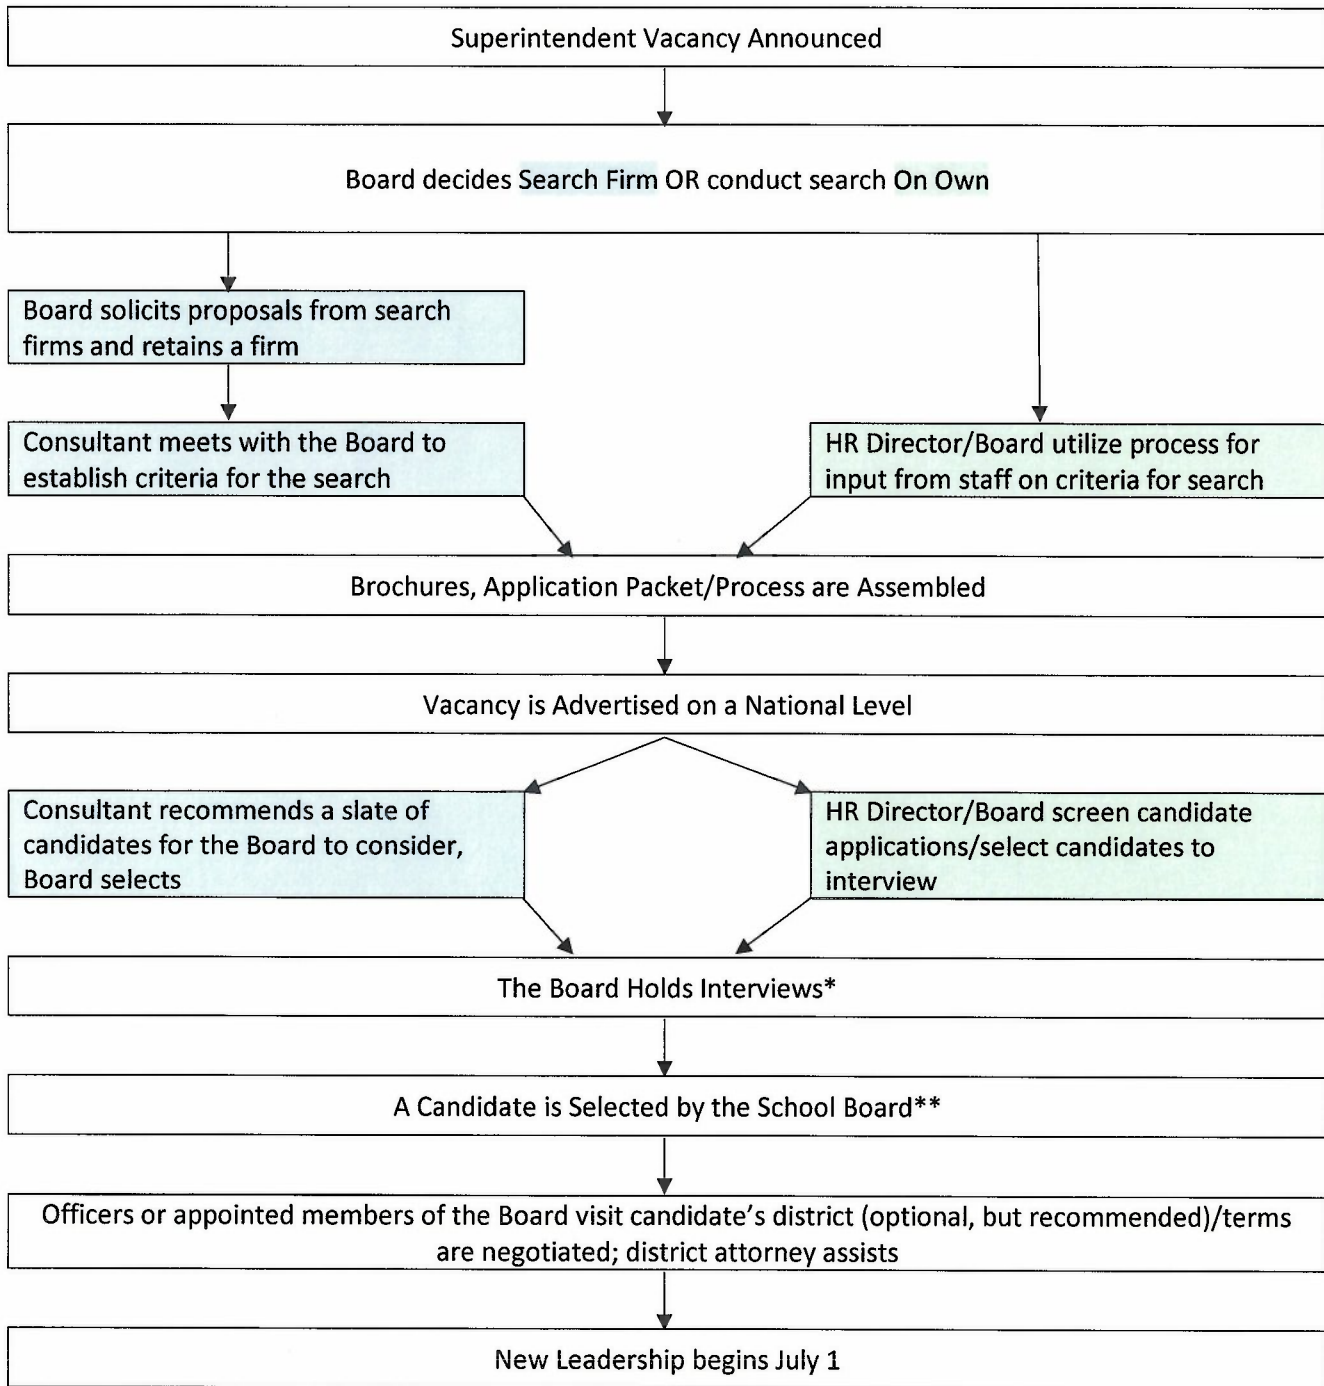 Superintendent Vacancy Announced
Board decides Search Firm OR conduct search On Own
Board solicits proposals from search
firms and retains a firm
Consultant meets with the Board to
establish criteria for the search
HR Director/Board utilize process for
input from staff on criteria for search
Brochures, Application Packet/Process are Assembled
Vacancy is Advertised on a National Level
Consultant recommends a slate of
candidates for the Board to consider,
Board selects
HR Director/Board screen candidate
applications/select candidates to
interview
The Board Holds Interviews*
A Candidate is Selected by the School Board**
Officers or appointed members of the Board visit candidate's district (optional, but recommended)/terms
are negotiated; district attorney assists
New Leadership begins July 1